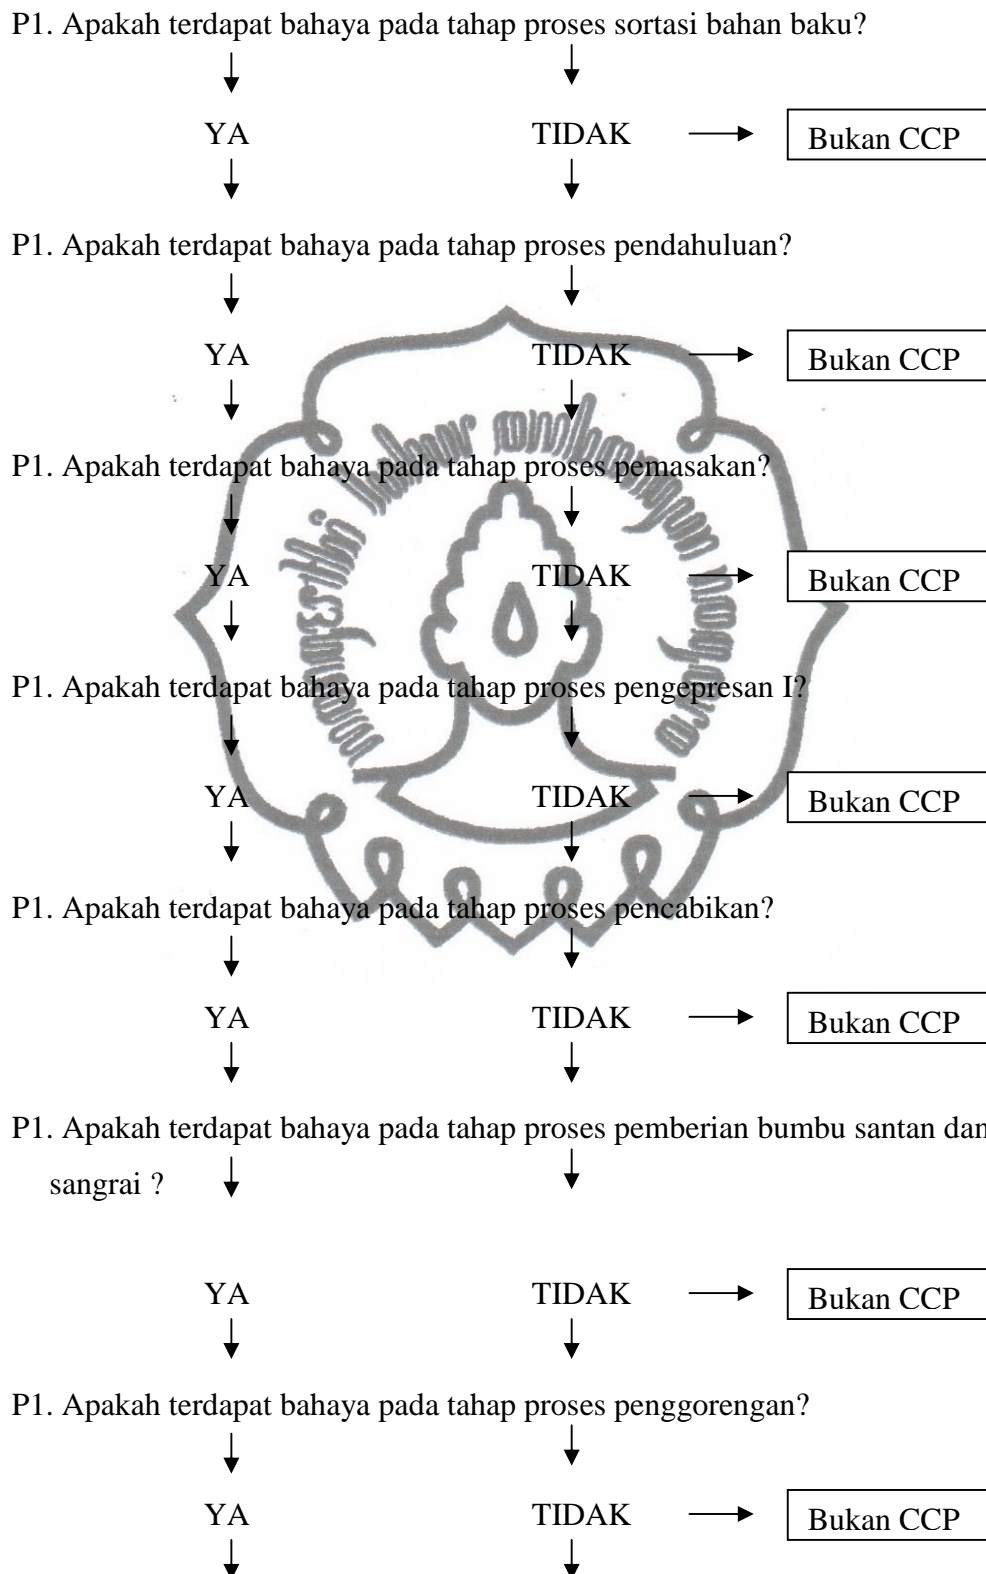 P1. Apakah terdapat bahaya pada tahap proses sortasi bahan baku?
YA TIDAK Bukan CCP
P1. Apakah terdapat bahaya pada tahap proses pendahuluan?
YA TIDAK Bukan CCP
P1. Apakah terdapat bahaya pada tahap proses pemasakan?
YA TIDAK Bukan CCP
P1. Apakah terdapat bahaya pada tahap proses pengepresan I?
YA TIDAK Bukan CCP
P1. Apakah terdapat bahaya pada tahap proses pencabikan?
YA TIDAK Bukan CCP
P1. Apakah terdapat bahaya pada tahap proses pemberian bumbu santan dan
sangrai ?
YA TIDAK Bukan CCP
P1. Apakah terdapat bahaya pada tahap proses penggorengan?
YA TIDAK Bukan CCP